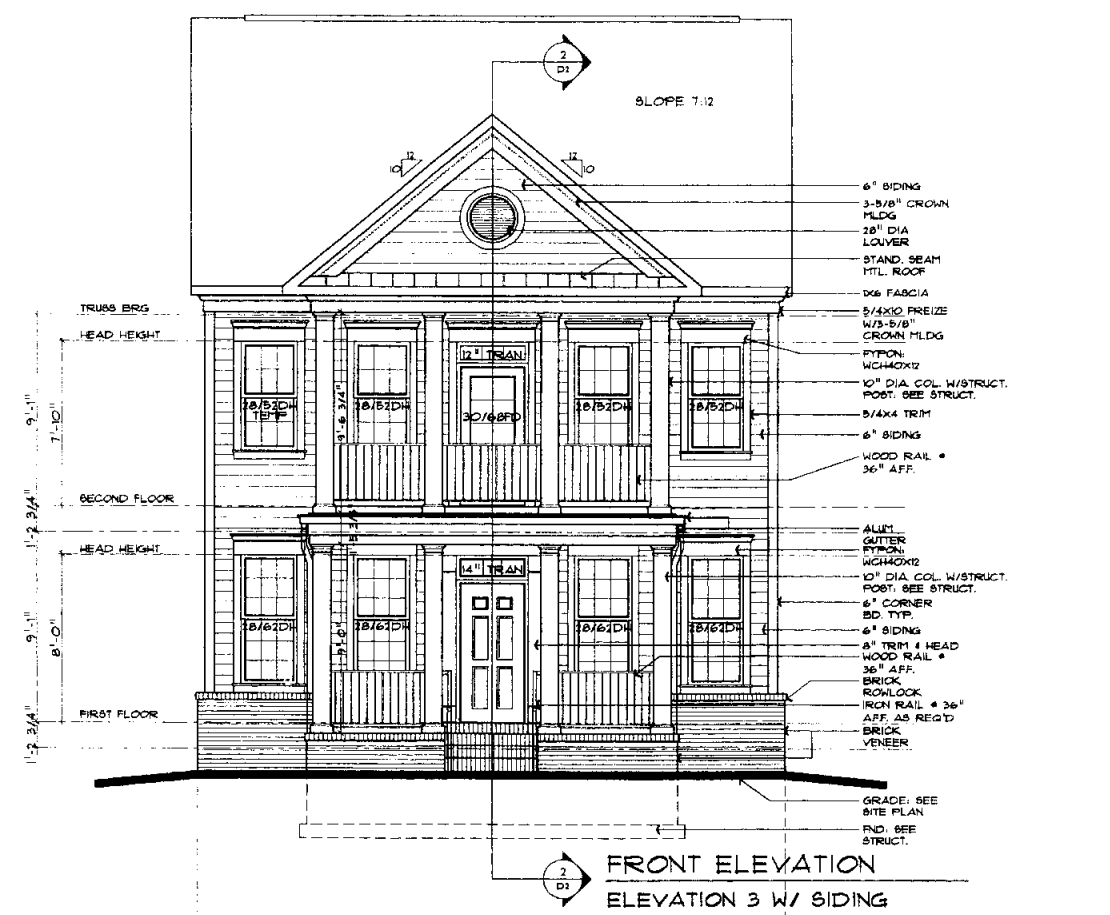 2
D2
SLOPE 7:12
12
10
12
10
6" SIDING
3-5/8" CROWN
MLDG
28" DIA
LOUVER
STAND. SEAM
MTL. ROOF
1X6 FASCIA
5/4X10 FREIZE
W/3-5/8"
CROWN MLDG
FYPON:
WCH40X12
10" DIA. COL. W/STRUCT.
POST: SEE STRUCT.
5/4X4 TRIM
6" SIDING
WOOD RAIL @
36" AFF.
ALUM
GUTTER
FYPON:
WCH40X12
10" DIA. COL. W/STRUCT.
POST: SEE STRUCT.
6" CORNER
BD. TYP.
6" SIDING
8" TRIM & HEAD
WOOD RAIL @
36" AFF.
BRICK
ROWLOCK
IRON RAIL @ 36"
AFF. AS REQ'D
BRICK
VENEER
GRADE: SEE
SITE PLAN
FND: SEE
STRUCT.
TRUSS BRG
HEAD HEIGHT
SECOND FLOOR
HEAD HEIGHT
FIRST FLOOR
9'-1"
7'-10"
1'-2 3/4"
9'-1"
8'-0"
1'-2 3/4"
12" TRAN
28/52DH
TEMP
28/52DH
30/68FD
28/52DH
28/52DH
9'-6 3/4"
14" TRAN
28/62DH
28/62DH
28/62DH
28/62DH
9'-0"
2
D2
FRONT ELEVATION
ELEVATION 3 W/ SIDING